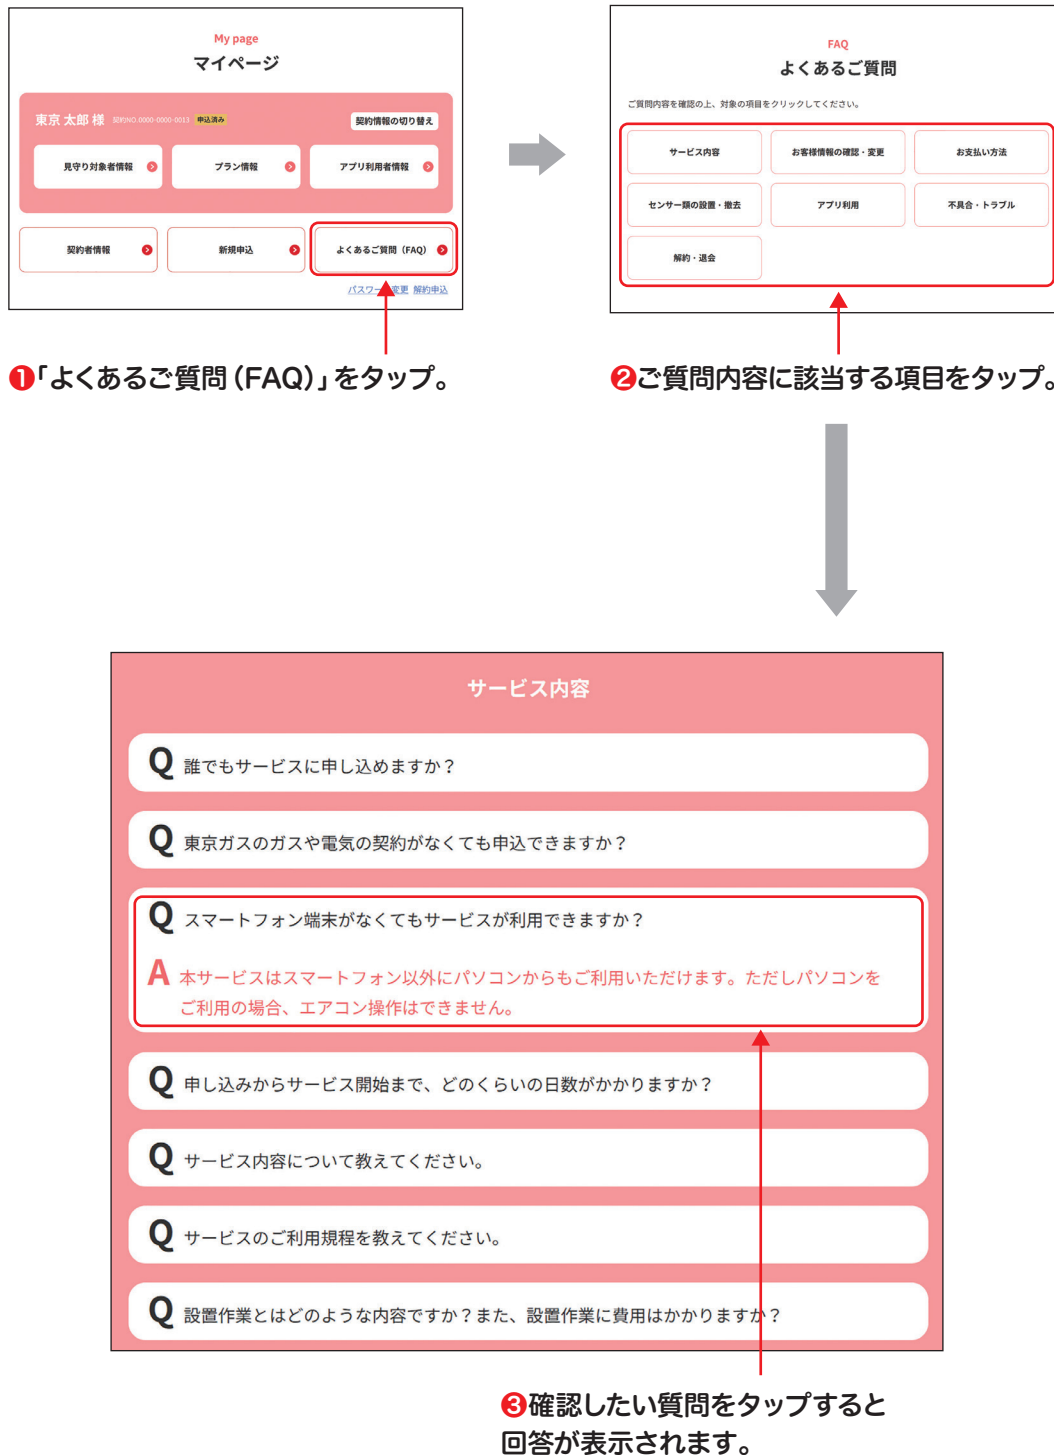 My page
マイページ
東京 太郎 様 契約NO.0000-0000-0013 申込済み 契約情報の切り替え
見守り対象者情報 プラン情報 アプリ利用者情報
契約者情報 新規申込 よくあるご質問（FAQ）
パスワード変更 解約申込
❶「よくあるご質問（FAQ）」をタップ。
FAQ
よくあるご質問
ご質問内容を確認の上、対象の項目をクリックしてください。
サービス内容 お客様情報の確認・変更 お支払い方法
センサー類の設置・撤去 アプリ利用 不具合・トラブル
解約・退会
❷ご質問内容に該当する項目をタップ。
サービス内容
Q 誰でもサービスに申し込めますか？
Q 東京ガスのガスや電気の契約がなくても申込できますか？
Q スマートフォン端末がなくてもサービスが利用できますか？
A 本サービスはスマートフォン以外にパソコンからもご利用いただけます。ただしパソコンを
ご利用の場合、エアコン操作はできません。
Q 申し込みからサービス開始まで、どのくらいの日数がかかりますか？
Q サービス内容について教えてください。
Q サービスのご利用規程を教えてください。
Q 設置作業とはどのような内容ですか？また、設置作業に費用はかかりますか？
❸確認したい質問をタップすると
回答が表示されます。